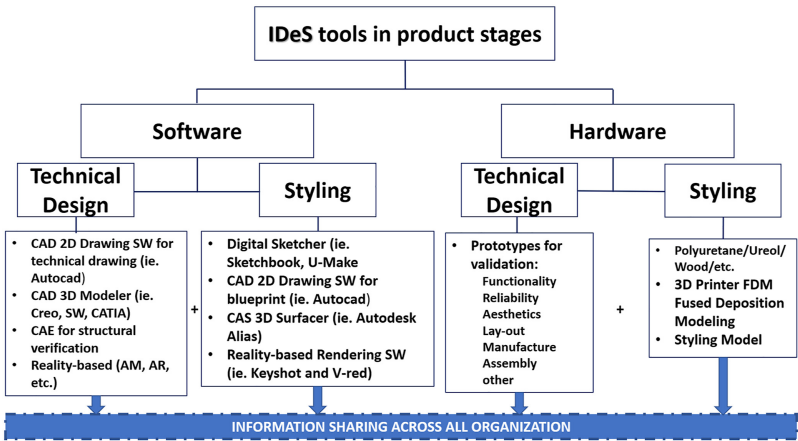 IDeS tools in product stages
Software
Hardware
Technical
Design
Styling
Technical
Design
Styling
• CAD 2D Drawing SW for
technical drawing (ie.
Autocad)
• CAD 3D Modeler (ie.
Creo, SW, CATIA)
• CAE for structural
verification
• Reality-based (AM, AR,
etc.)
+
• Digital Sketcher (ie.
Sketchbook, U-Make
• CAD 2D Drawing SW for
blueprint (ie. Autocad)
• CAS 3D Surfacer (ie. Autodesk
Alias)
• Reality-based Rendering SW
(ie. Keyshot and V-red)
• Prototypes for
validation:
Functionality
Reliability
Aesthetics
Lay-out
Manufacture
Assembly
other
+
• Polyuretane/Ureol/
Wood/etc.
• 3D Printer FDM
Fused Deposition
Modeling
• Styling Model
INFORMATION SHARING ACROSS ALL ORGANIZATION